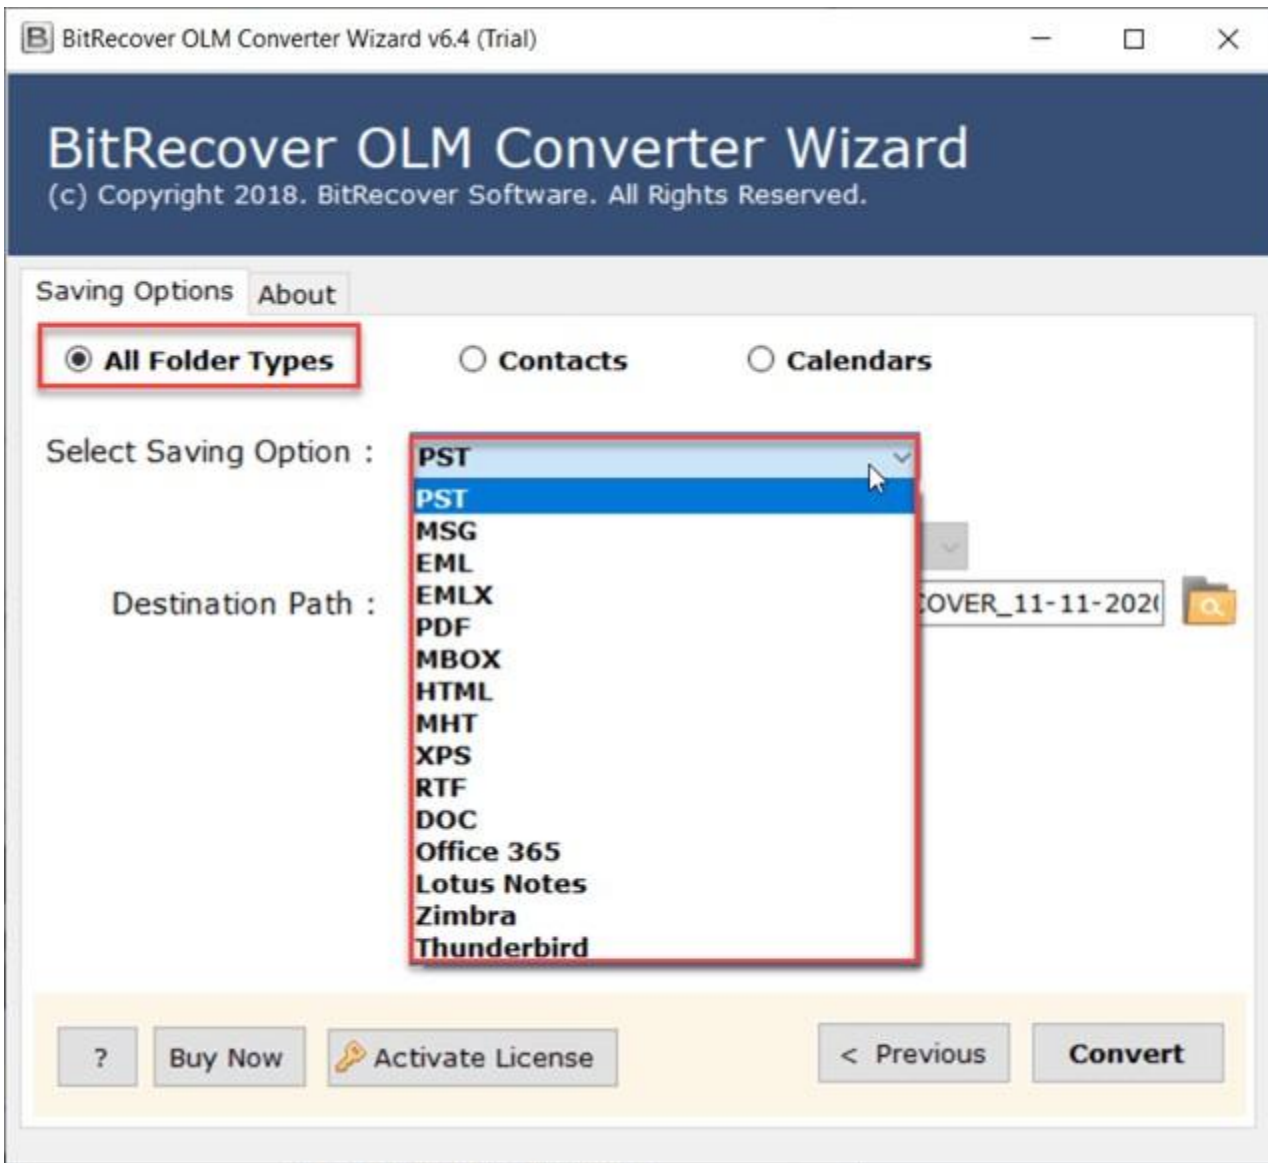 BitRecover OLM Converter Wizard v6.4 (Trial)
BitRecover OLM Converter Wizard
(c) Copyright 2018. BitRecover Software. All Rights Reserved.
Saving Options About
All Folder Types Contacts Calendars
Select Saving Option : PST
PST
MSG
EML
EMLX
Destination Path : OVER_11-11-202
PDF
MBOX
HTML
MHT
XPS
RTF
DOC
Office 365
Lotus Notes
Zimbra
Thunderbird
? Buy Now Activate License < Previous Convert